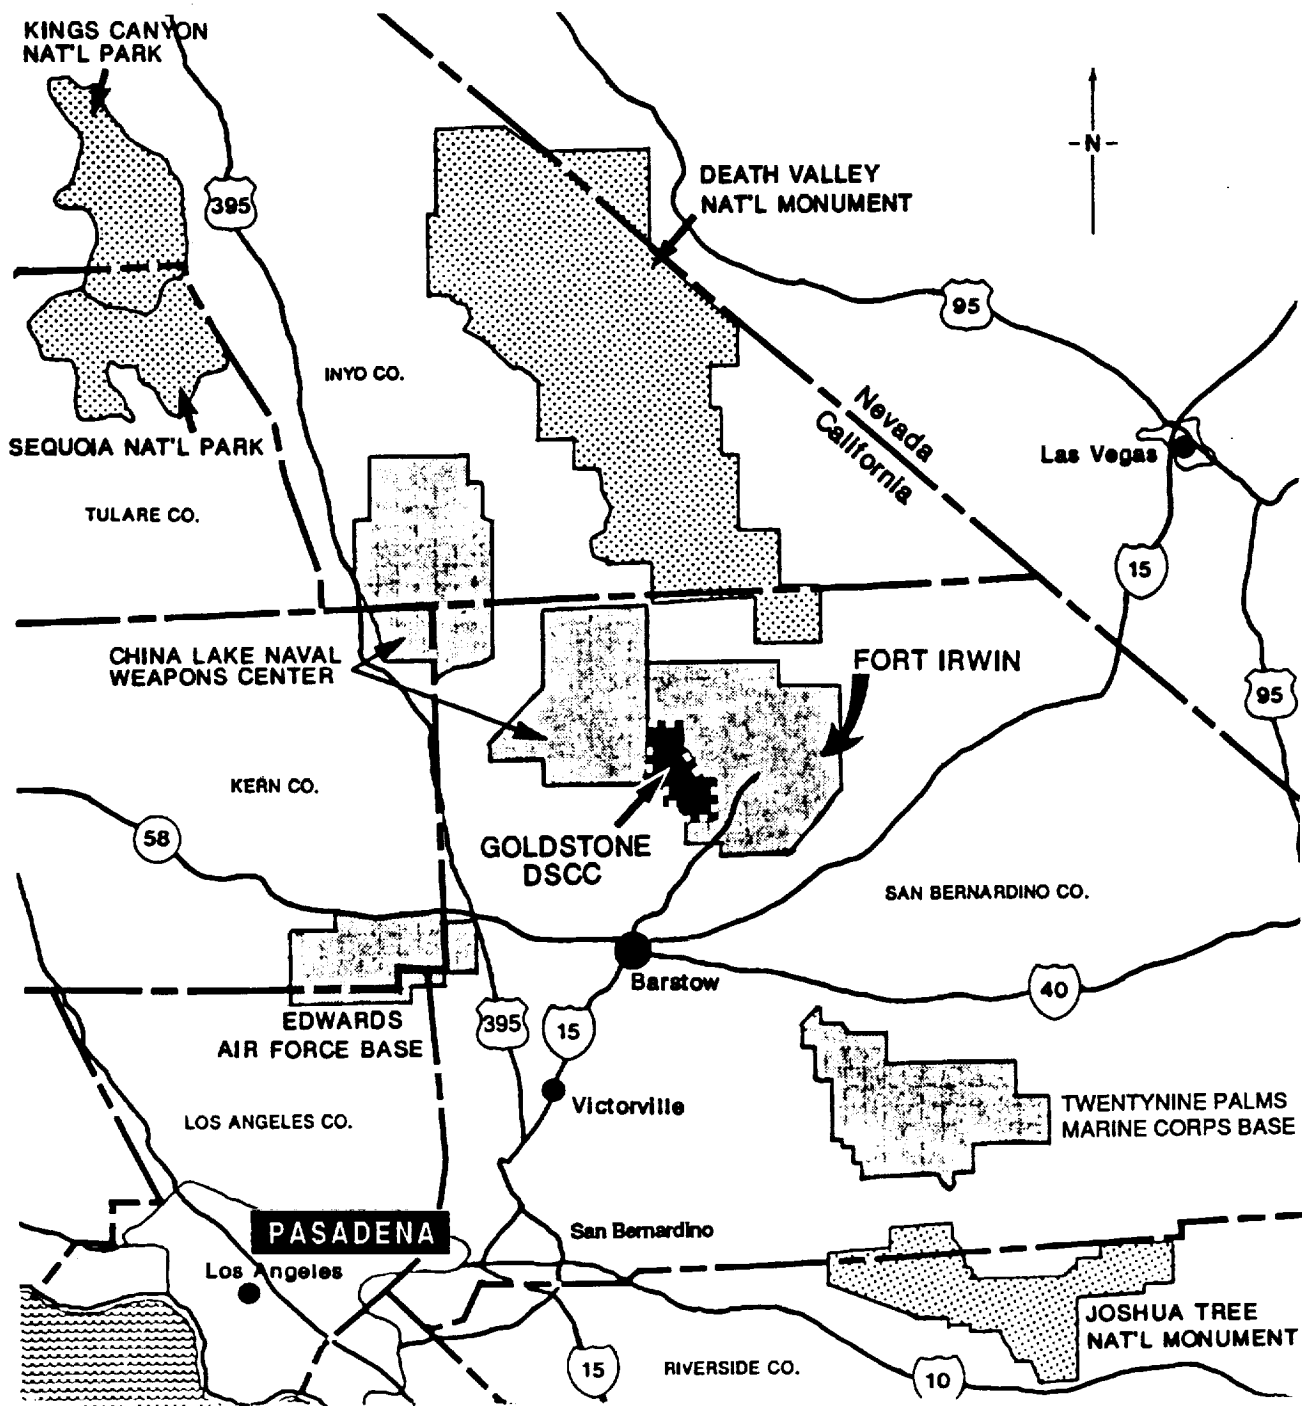 KINGS CANYON
NAT'L PARK
395
-N-
DEATH VALLEY
NAT'L MONUMENT
95
INYO CO.
Nevada
California
SEQUOIA NAT'L PARK
Las Vegas
TULARE CO.
15
CHINA LAKE NAVAL
WEAPONS CENTER
FORT IRWIN
95
KERN CO.
58
GOLDSTONE
DSCC
SAN BERNARDINO CO.
Barstow
40
EDWARDS
AIR FORCE BASE
395
15
Victorville
TWENTYNINE PALMS
MARINE CORPS BASE
LOS ANGELES CO.
PASADENA
San Bernardino
Los Angeles
JOSHUA TREE
NAT'L MONUMENT
15
RIVERSIDE CO.
10